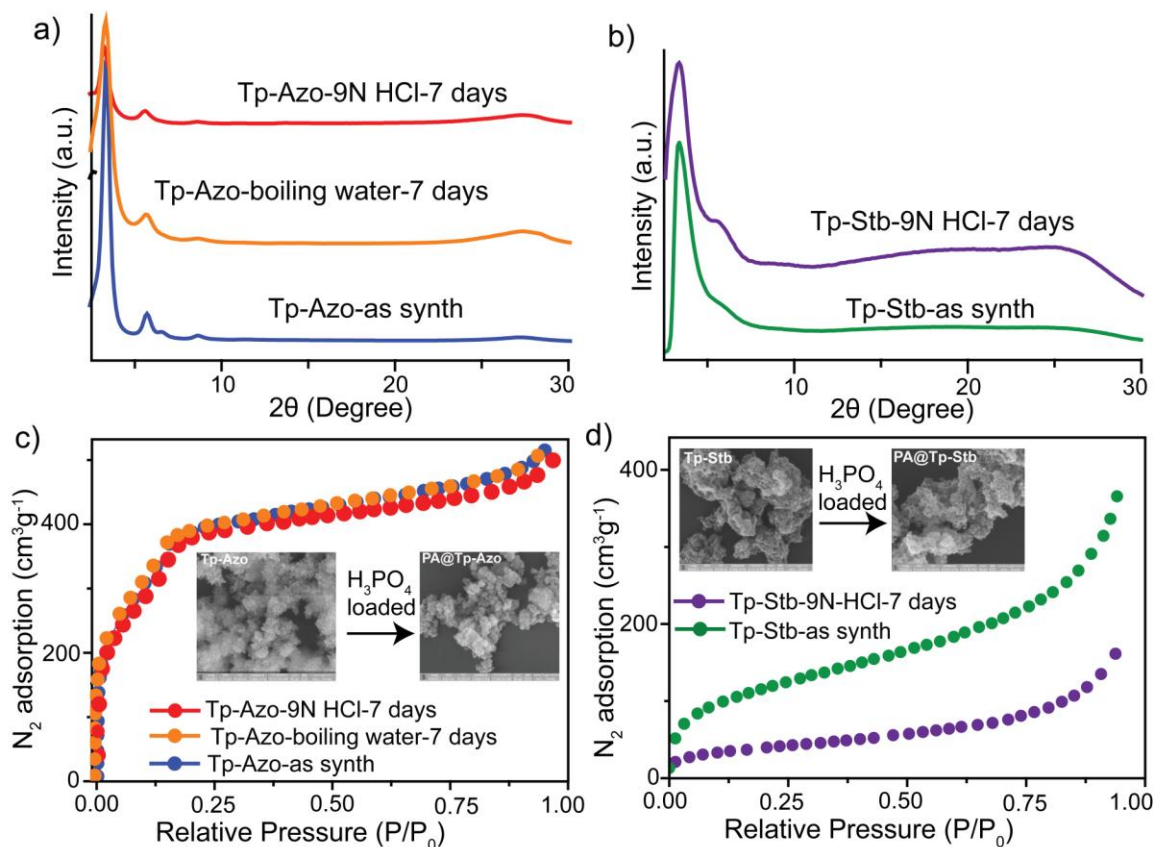 a)
Tp-Azo-9N HCl-7 days
Tp-Azo-boiling water-7 days
Tp-Azo-as synth
Intensity (a.u.)
10
20
30
2θ (Degree)
b)
Tp-Stb-9N HCl-7 days
Tp-Stb-as synth
Intensity (a.u.)
10
20
30
2θ (Degree)
c)
400
200
0
N₂ adsorption (cm³g⁻¹)
Tp-Azo
H₃PO₄
loaded
PA@Tp-Azo
Tp-Azo-9N HCl-7 days
Tp-Azo-boiling water-7 days
Tp-Azo-as synth
0.00
0.25
0.50
0.75
1.00
Relative Pressure (P/P₀)
d)
400
200
0
N₂ adsorption (cm³g⁻¹)
Tp-Stb
H₃PO₄
loaded
PA@Tp-Stb
Tp-Stb-9N-HCl-7 days
Tp-Stb-as synth
0.00
0.25
0.50
0.75
1.00
Relative Pressure (P/P₀)